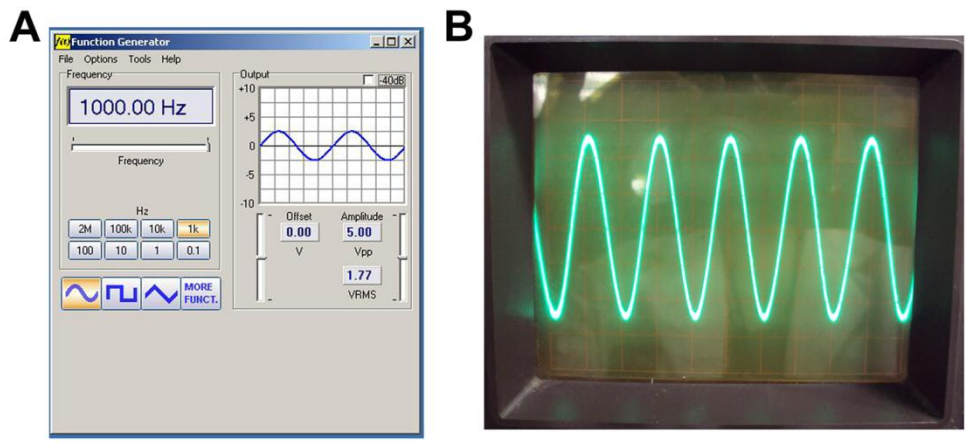 A
B
f(t) Function Generator
File Options Tools Help
Frequency
1000.00 Hz
Frequency
Hz
2M 100k 10k 1k
100 10 1 0.1
MORE
FUNCT.
Output
-40dB
+10
+5
0
-5
-10
Offset Amplitude
0.00 5.00
V Vpp
1.77
VRMS